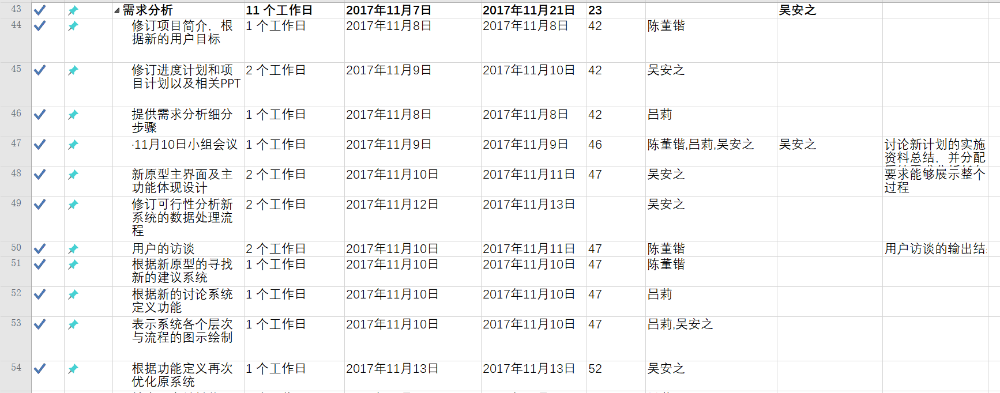 43 需求分析 11 个工作日 2017年11月7日 2017年11月21日 23 吴安之
44 修订项目简介，根 1 个工作日 2017年11月8日 2017年11月8日 42 陈董锴
据新的用户目标
45 修订进度计划和项 2 个工作日 2017年11月9日 2017年11月10日 42 吴安之
目计划以及相关PPT
46 提供需求分析细分 1 个工作日 2017年11月8日 2017年11月8日 42 吕莉
步骤
47 ·11月10日小组会议 1 个工作日 2017年11月9日 2017年11月9日 46 陈董锴,吕莉,吴安之 吴安之 讨论新计划的实施
资料总结，并分配
48 新原型主界面及主 2 个工作日 2017年11月10日 2017年11月11日 47 吴安之 要求能够展示整个
功能体现设计 过程
49 修订可行性分析新 2 个工作日 2017年11月12日 2017年11月13日 吴安之
系统的数据处理流
程
50 用户的访谈 2 个工作日 2017年11月10日 2017年11月11日 47 陈董锴 用户访谈的输出结
51 根据新原型的寻找 1 个工作日 2017年11月10日 2017年11月10日 47 陈董锴
新的建议系统
52 根据新的讨论系统 1 个工作日 2017年11月10日 2017年11月10日 47 吕莉
定义功能
53 表示系统各个层次 1 个工作日 2017年11月10日 2017年11月10日 47 吕莉,吴安之
与流程的图示绘制
54 根据功能定义再次 1 个工作日 2017年11月13日 2017年11月13日 52 吴安之
优化原系统